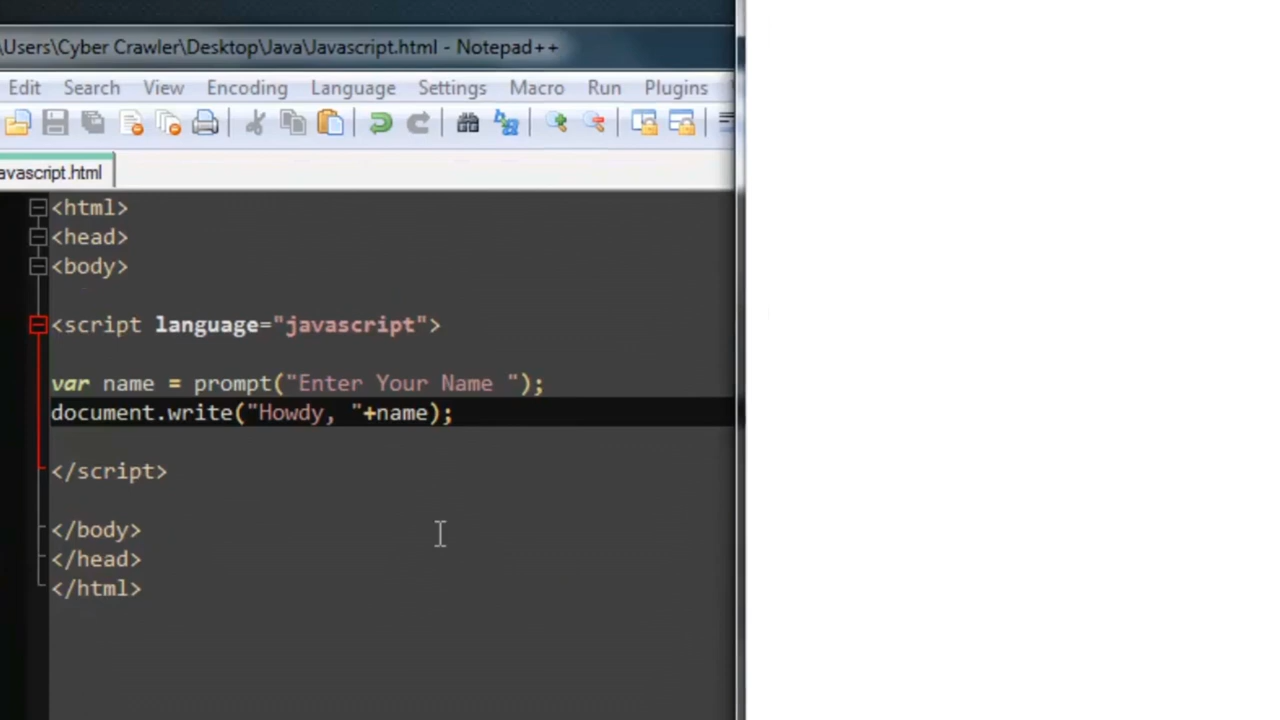 \Users\Cyber Crawler\Desktop\Java\Javascript.html - Notepad++
Edit Search View Encoding Language Settings Macro Run Plugins
avascript.html
<html>
<head>
<body>
<script language="javascript">
var name = prompt("Enter Your Name ");
document.write("Howdy, "+name);
</script>
</body>
</head>
</html>